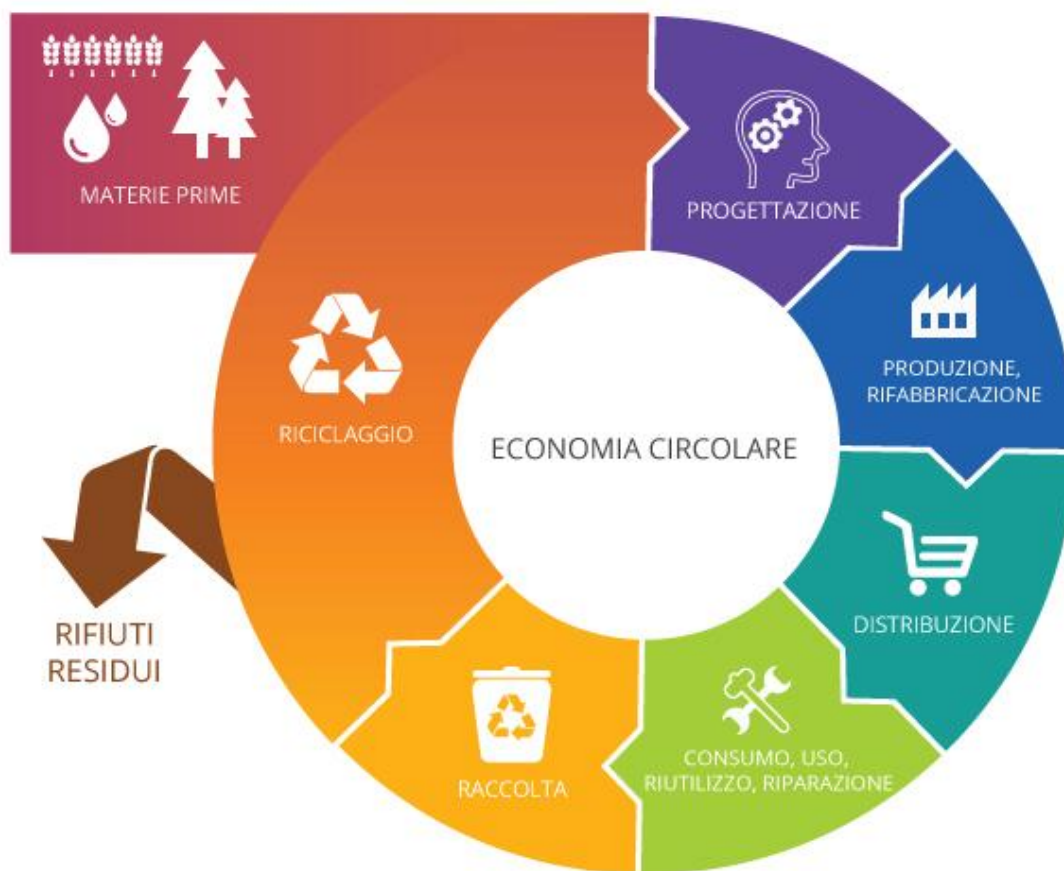 MATERIE PRIME
PROGETTAZIONE
PRODUZIONE,
RIFABBRICAZIONE
RICICLAGGIO
ECONOMIA CIRCOLARE
DISTRIBUZIONE
RIFIUTI
RESIDUI
CONSUMO, USO,
RIUTILIZZO, RIPARAZIONE
RACCOLTA